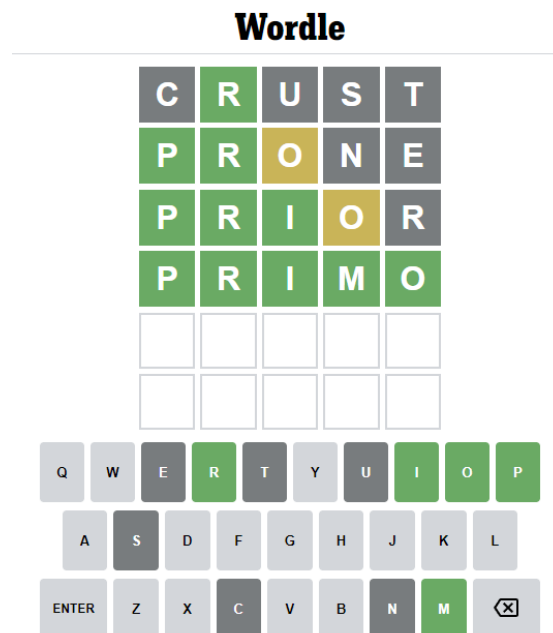 Wordle
C R U S T
P R O N E
P R I O R
P R I M O
Q W E R T Y U I O P
A S D F G H J K L
ENTER Z X C V B N M